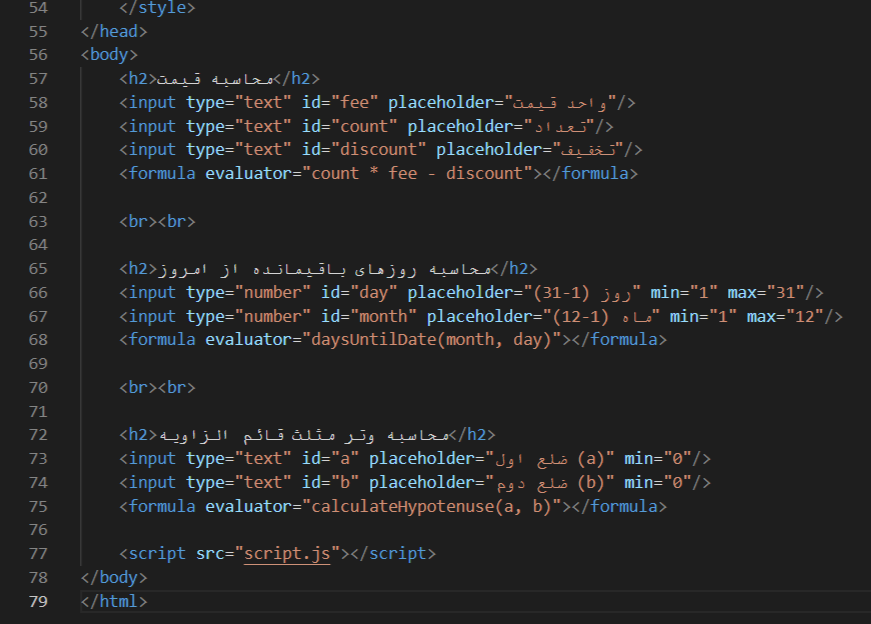 54 </style>
55 </head>
56 <body>
57 <h2>محاسبه قیمت</h2>
58 <input type="text" id="fee" placeholder="واحد قیمت"/>
59 <input type="text" id="count" placeholder="تعداد"/>
60 <input type="text" id="discount" placeholder="تخفیف"/>
61 <formula evaluator="count * fee - discount"></formula>
62
63 <br><br>
64
65 <h2>محاسبه روزهای باقیمانده از امروز</h2>
66 <input type="number" id="day" placeholder="روز (1-31)" min="1" max="31"/>
67 <input type="number" id="month" placeholder="ماه (1-12)" min="1" max="12"/>
68 <formula evaluator="daysUntilDate(month, day)"></formula>
69
70 <br><br>
71
72 <h2>محاسبه وتر مثلث قائم الزاویه</h2>
73 <input type="text" id="a" placeholder="ضلع اول (a)" min="0"/>
74 <input type="text" id="b" placeholder="ضلع دوم (b)" min="0"/>
75 <formula evaluator="calculateHypotenuse(a, b)"></formula>
76
77 <script src="script.js"></script>
78 </body>
79 </html>